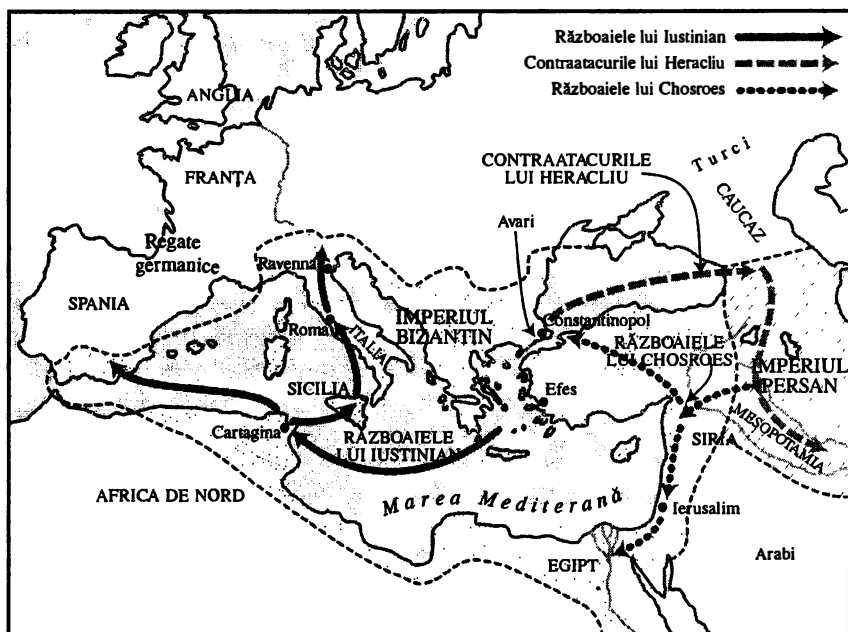 Războaiele lui Iustinian
Contraatacurile lui Heracliu
Războaiele lui Chosroes
ANGLIA
FRANȚA
CONTRAATACURILE
LUI HERACLIU
Turci
CAUCAZ
Avari
Regate
germanice
Ravenna
SPANIA
Roma
ITALIA
IMPERIUL
BIZANTIN
Constantinopol
RĂZBOAIELE
LUI CHOSROES
IMPERIUL
PERSAN
SICILIA
Efes
MESOPOTAMIA
Cartagina
RĂZBOAIELE
LUI IUSTINIAN
SIRIA
AFRICA DE NORD
Marea Mediterană
Ierusalim
EGIPT
Arabi